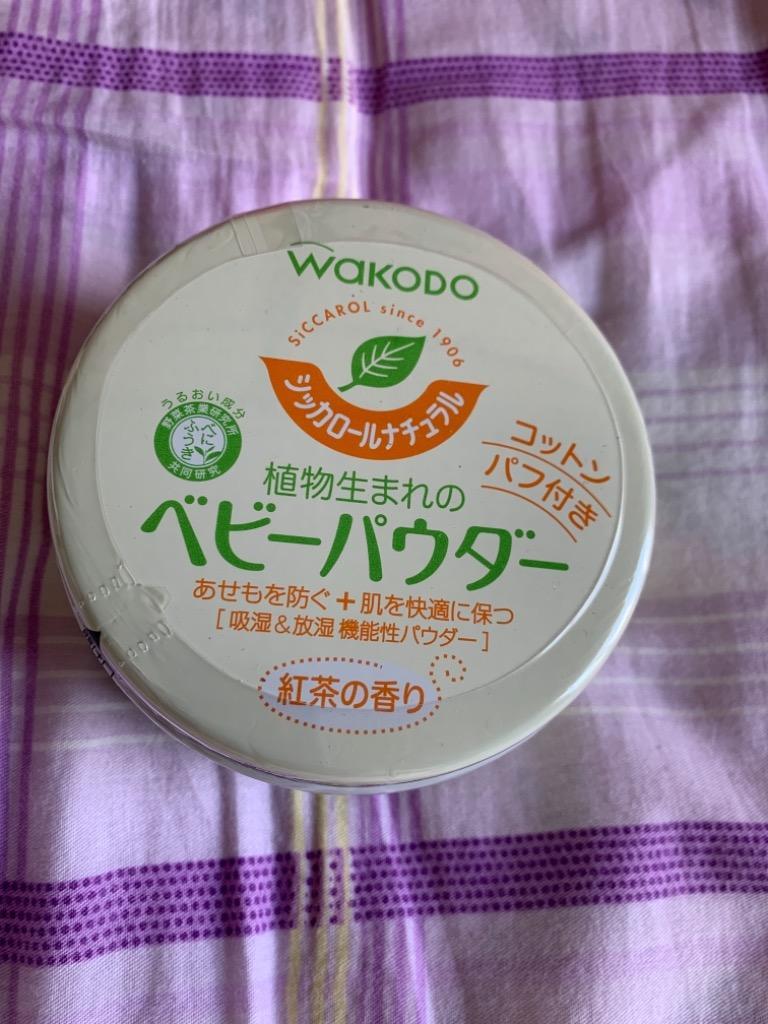 WAKODO
SiCCAROL since 1906
シッカロールナチュラル
うるおい成分
野菜茶業研究所
べに
ふうき
共同研究
コットン
パフ付き
植物生まれの
ベビーパウダー
あせもを防ぐ+肌を快適に保つ
[吸湿&放湿 機能性パウダー]
紅茶の香り